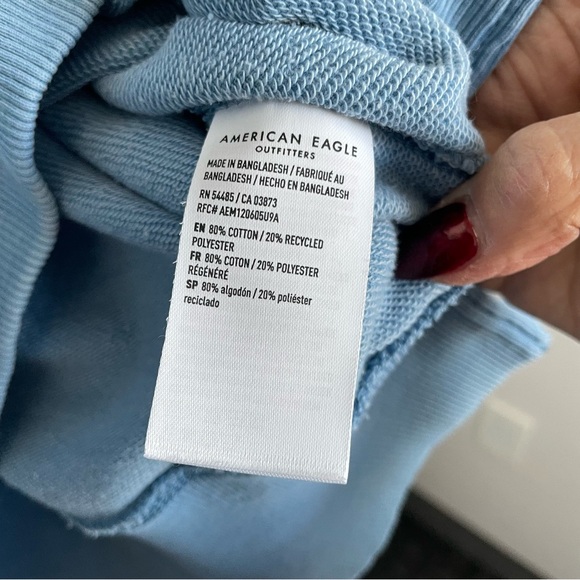 AMERICAN EAGLE
OUTFITTERS
MADE IN BANGLADESH / FABRIQUÉ AU
BANGLADESH / HECHO EN BANGLADESH
RN 54485 / CA 03873
RFC# AEM120605U9A
EN 80% COTTON / 20% RECYCLED
POLYESTER
FR 80% COTON / 20% POLYESTER
RÉGÉNÉRÉ
SP 80% algodón / 20% poliéster
reciclado